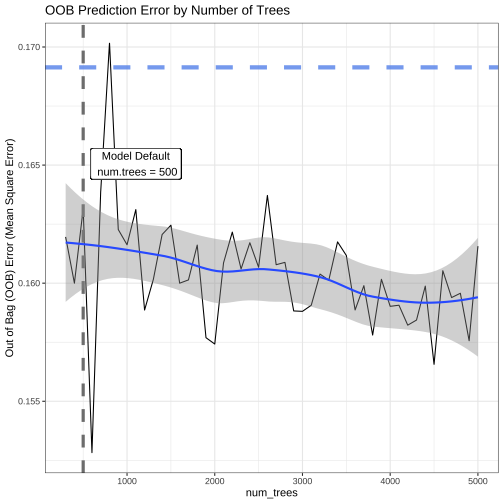 OOB Prediction Error by Number of Trees
Out of Bag (OOB) Error (Mean Square Error)
0.170
0.165
0.160
0.155
Model Default
num.trees = 500
1000
2000
3000
4000
5000
num_trees